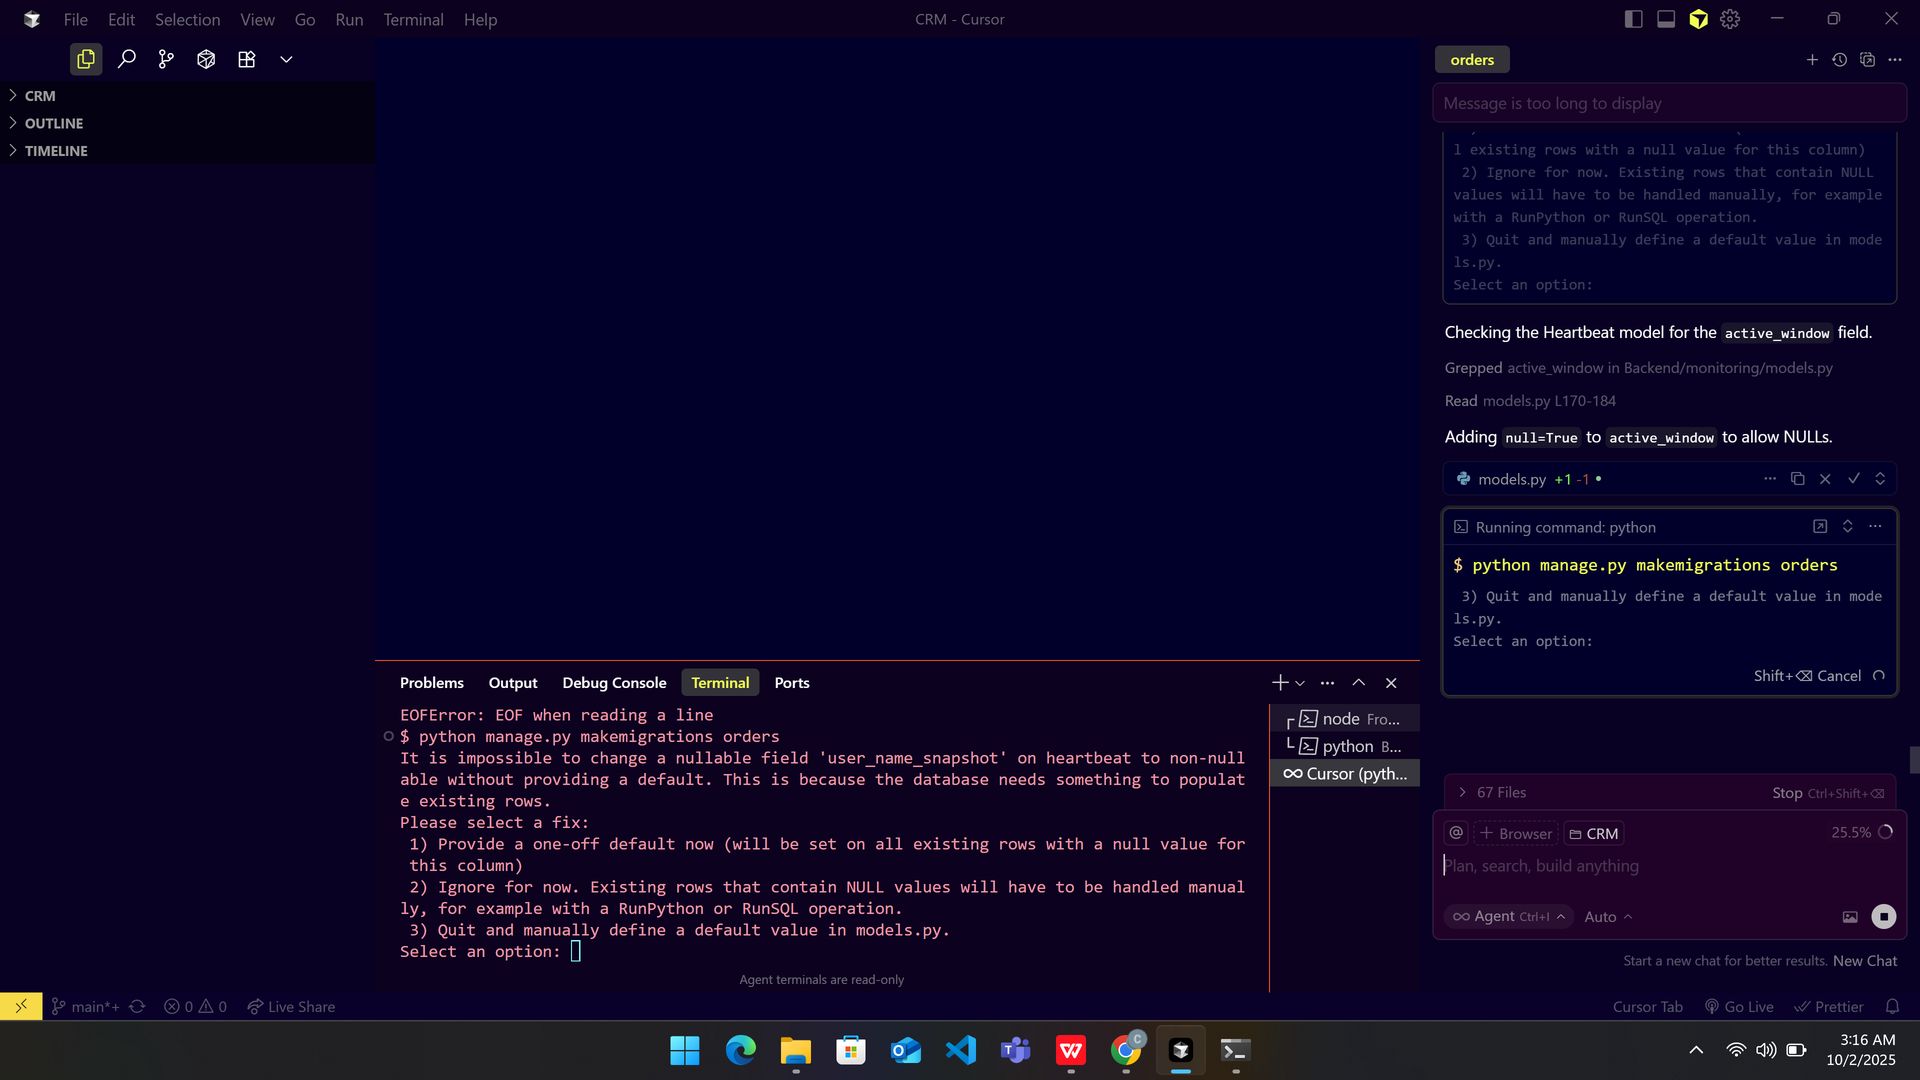 File Edit Selection View Go Run Terminal Help
CRM - Cursor
CRM
OUTLINE
TIMELINE
Problems Output Debug Console Terminal Ports
EOFError: EOF when reading a line
$ python manage.py makemigrations orders
It is impossible to change a nullable field 'user_name_snapshot' on heartbeat to non-null
able without providing a default. This is because the database needs something to populat
e existing rows.
Please select a fix:
1) Provide a one-off default now (will be set on all existing rows with a null value for
this column)
2) Ignore for now. Existing rows that contain NULL values will have to be handled manual
ly, for example with a RunPython or RunSQL operation.
3) Quit and manually define a default value in models.py.
Select an option:
Agent terminals are read-only
node Fro...
python B...
Cursor (pyth...
orders
Message is too long to display
l existing rows with a null value for this column)
2) Ignore for now. Existing rows that contain NULL
values will have to be handled manually, for example
with a RunPython or RunSQL operation.
3) Quit and manually define a default value in mode
ls.py.
Select an option:
Checking the Heartbeat model for the active_window field.
Grepped active_window in Backend/monitoring/models.py
Read models.py L170-184
Adding null=True to active_window to allow NULLs.
models.py +1 -1
Running command: python
$ python manage.py makemigrations orders
3) Quit and manually define a default value in mode
ls.py.
Select an option:
Shift+⌫ Cancel
67 Files
Stop Ctrl+Shift+⌫
@ + Browser CRM 25.5%
Plan, search, build anything
Agent Ctrl+I Auto
Start a new chat for better results. New Chat
main*+ 0 0 Live Share
Cursor Tab Go Live Prettier
3:16 AM
10/2/2025